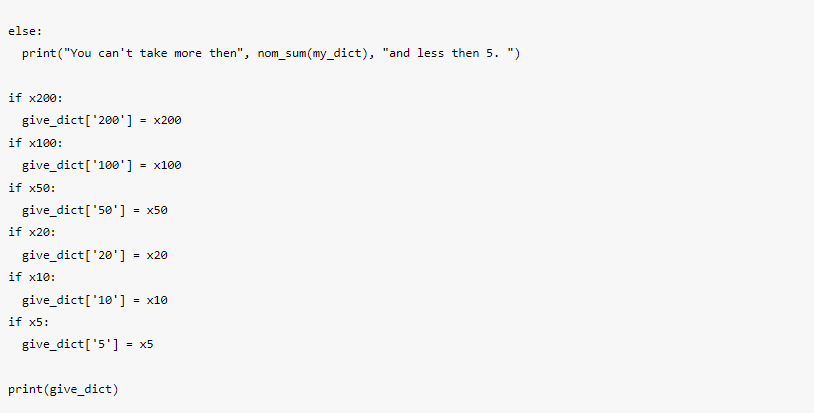 else:
  print("You can't take more then", nom_sum(my_dict), "and less then 5. ")
if x200:
  give_dict['200'] = x200
if x100:
  give_dict['100'] = x100
if x50:
  give_dict['50'] = x50
if x20:
  give_dict['20'] = x20
if x10:
  give_dict['10'] = x10
if x5:
  give_dict['5'] = x5
print(give_dict)